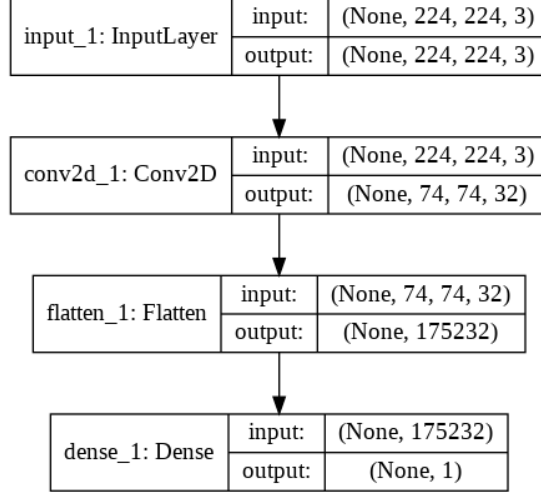 input_1: InputLayer
input: (None, 224, 224, 3)
output: (None, 224, 224, 3)
conv2d_1: Conv2D
input: (None, 224, 224, 3)
output: (None, 74, 74, 32)
flatten_1: Flatten
input: (None, 74, 74, 32)
output: (None, 175232)
dense_1: Dense
input: (None, 175232)
output: (None, 1)